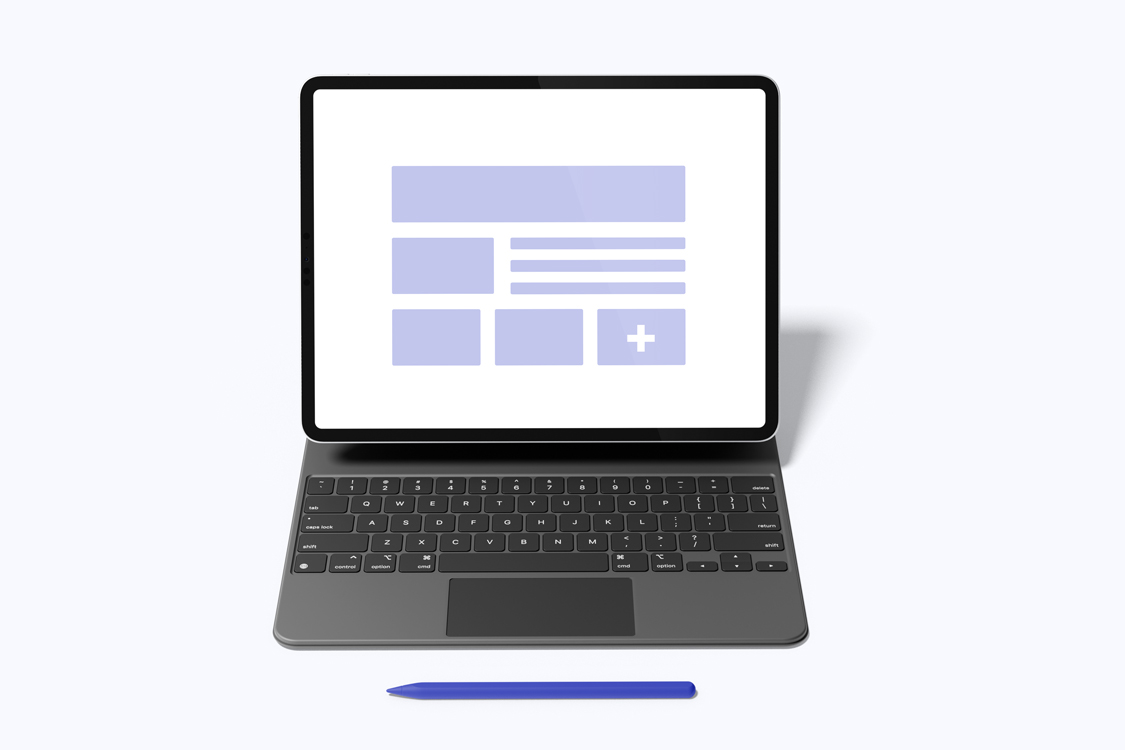 ~ ! @ # $ % ^ & * ( ) — +
` 1 2 3 4 5 6 7 8 9 0 - = delete
tab Q W E R T Y U I O P { } |
[ ] \
caps lock A S D F G H J K L : " return
; '
shift Z X C V B N M < > ? shift
, . /
control option cmd cmd option